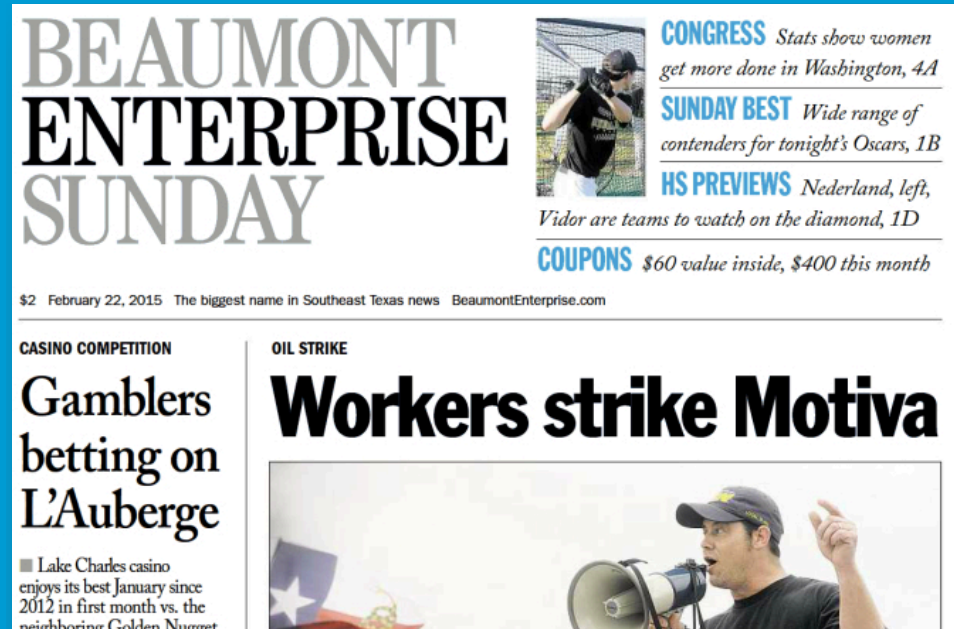 BEAUMONT
ENTERPRISE
SUNDAY
CONGRESS Stats show women
get more done in Washington, 4A
SUNDAY BEST Wide range of
contenders for tonight's Oscars, 1B
HS PREVIEWS Nederland, left,
Vidor are teams to watch on the diamond, 1D
COUPONS $60 value inside, $400 this month
$2 February 22, 2015 The biggest name in Southeast Texas news BeaumontEnterprise.com
CASINO COMPETITION
Gamblers
betting on
L'Auberge
■ Lake Charles casino
enjoys its best January since
2012 in first month vs. the
neighboring Golden Nugget
OIL STRIKE
Workers strike Motiva